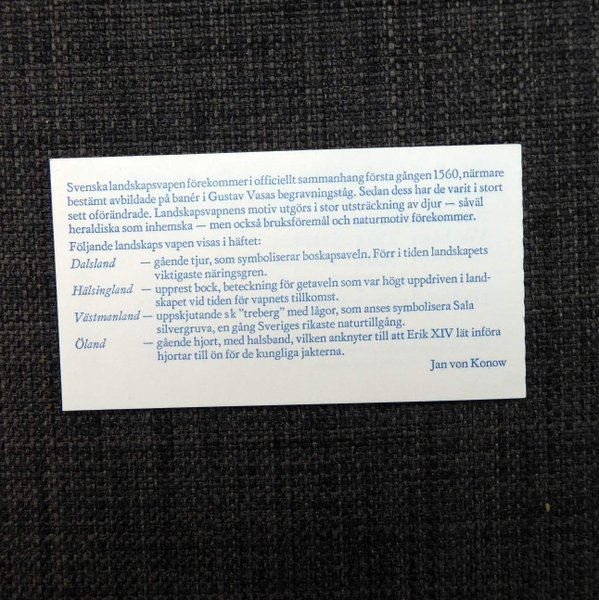 Svenska landskapsvapen förekommer i officiellt sammanhang första gången 1560, närmare
bestämt avbildade på banér i Gustav Vasas begravningståg. Sedan dess har de varit i stort
sett oförändrade. Landskapsvapnens motiv utgörs i stor utsträckning av djur — såväl
heraldiska som inhemska — men också bruksföremål och naturmotiv förekommer.
Följande landskaps vapen visas i häftet:
Dalsland — gående tjur, som symboliserar boskapsaveln. Förr i tiden landskapets
viktigaste näringsgren.
Hälsingland — upprest bock, beteckning för getaveln som var högt uppdriven i land-
skapet vid tiden för vapnets tillkomst.
Västmanland — uppskjutande s k "treberg" med lågor, som anses symbolisera Sala
silvergruva, en gång Sveriges rikaste naturtillgång.
Öland — gående hjort, med halsband, vilken anknyter till att Erik XIV lät införa
hjortar till ön för de kungliga jakterna.
Jan von Konow